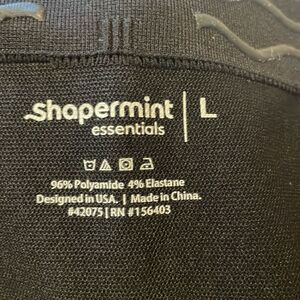 shapermint | L
essentials
96% Polyamide 4% Elastane
Designed in USA. | Made in China.
#42075 | RN #156403